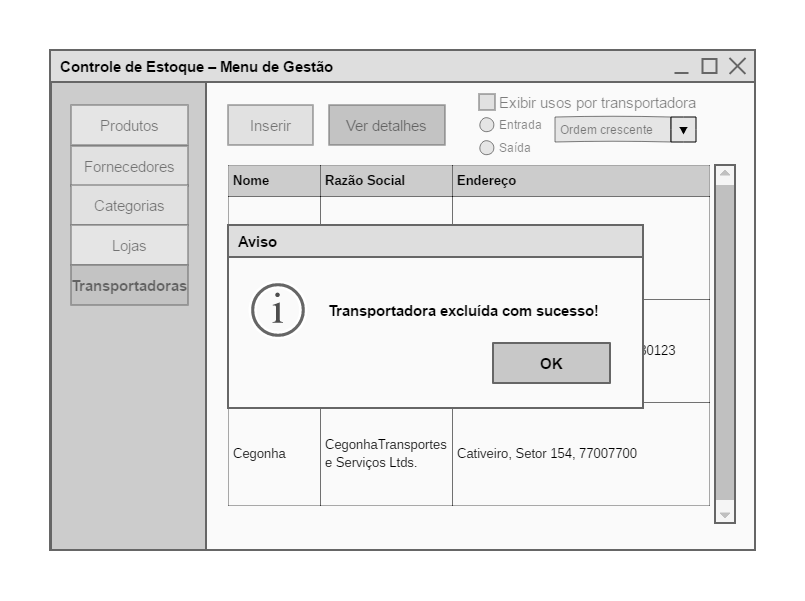 Controle de Estoque – Menu de Gestão
Produtos
Fornecedores
Categorias
Lojas
Transportadoras
Inserir
Ver detalhes
Exibir usos por transportadora
Entrada
Saída
Ordem crescente
Nome
Razão Social
Endereço
Aviso
i
Transportadora excluída com sucesso!
OK
0123
Cegonha
CegonhaTransportes
e Serviços Ltds.
Cativeiro, Setor 154, 77007700